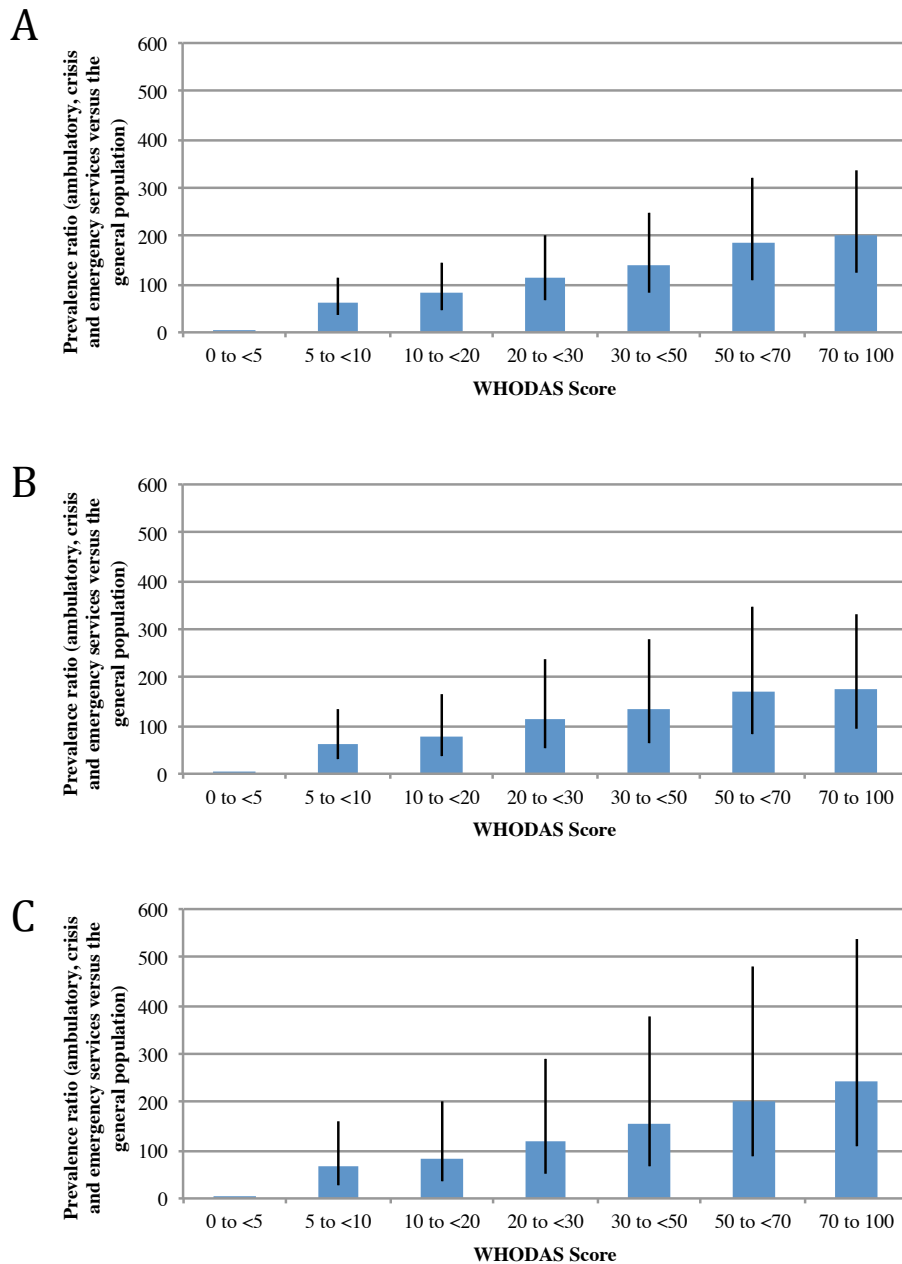 A
Prevalence ratio (ambulatory, crisis
and emergency services versus the
general population)
600
500
400
300
200
100
0
0 to <5 5 to <10 10 to <20 20 to <30 30 to <50 50 to <70 70 to 100
WHODAS Score
B
Prevalence ratio (ambulatory, crisis
and emergency services versus the
general population)
600
500
400
300
200
100
0
0 to <5 5 to <10 10 to <20 20 to <30 30 to <50 50 to <70 70 to 100
WHODAS Score
C
Prevalence ratio (ambulatory, crisis
and emergency services versus the
general population)
600
500
400
300
200
100
0
0 to <5 5 to <10 10 to <20 20 to <30 30 to <50 50 to <70 70 to 100
WHODAS Score